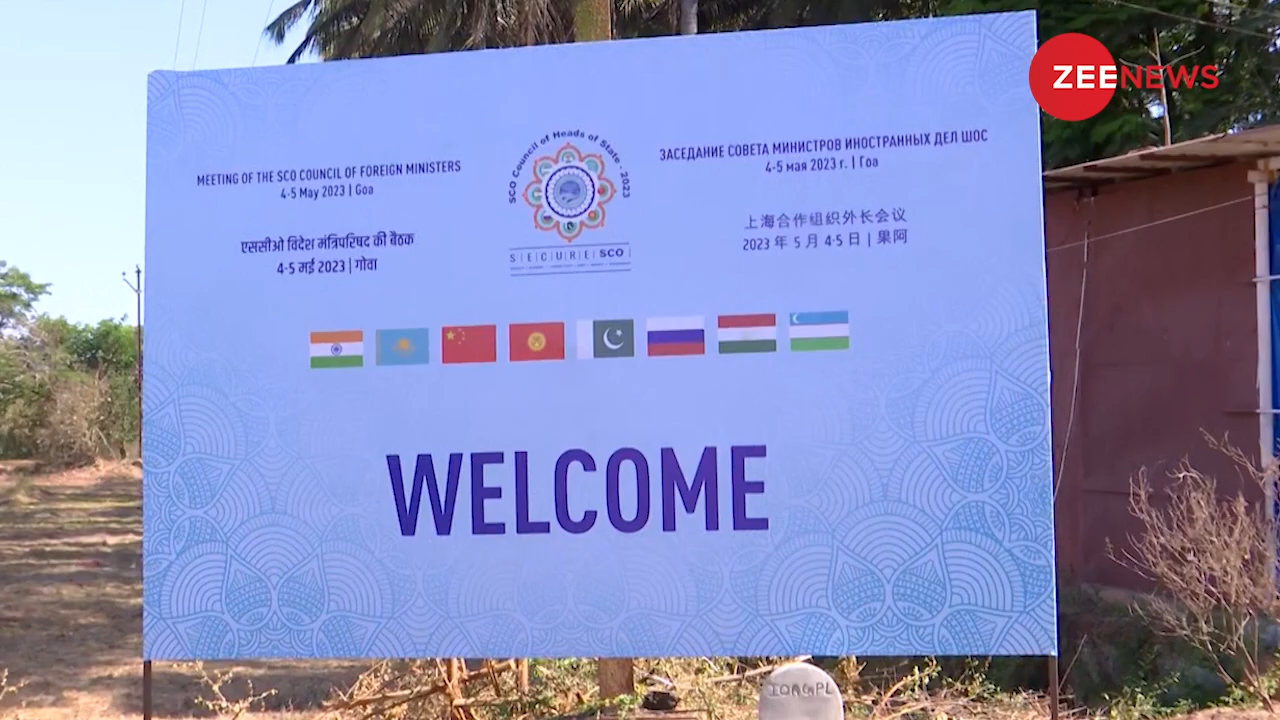 ZEENEWS
MEETING OF THE SCO COUNCIL OF FOREIGN MINISTERS
4-5 May 2023 | Goa
एससीओ विदेश मंत्रिपरिषद की बैठक
4-5 मई 2023 | गोवा
SCO Council of Heads of State - 2023
S|E|C|U|R|E| SCO
ЗАСЕДАНИЕ СОВЕТА МИНИСТРОВ ИНОСТРАННЫХ ДЕЛ ШОС
4-5 мая 2023 г. | Гоа
上海合作组织外长会议
2023 年 5 月 4-5 日 | 果阿
WELCOME
IOAGPL